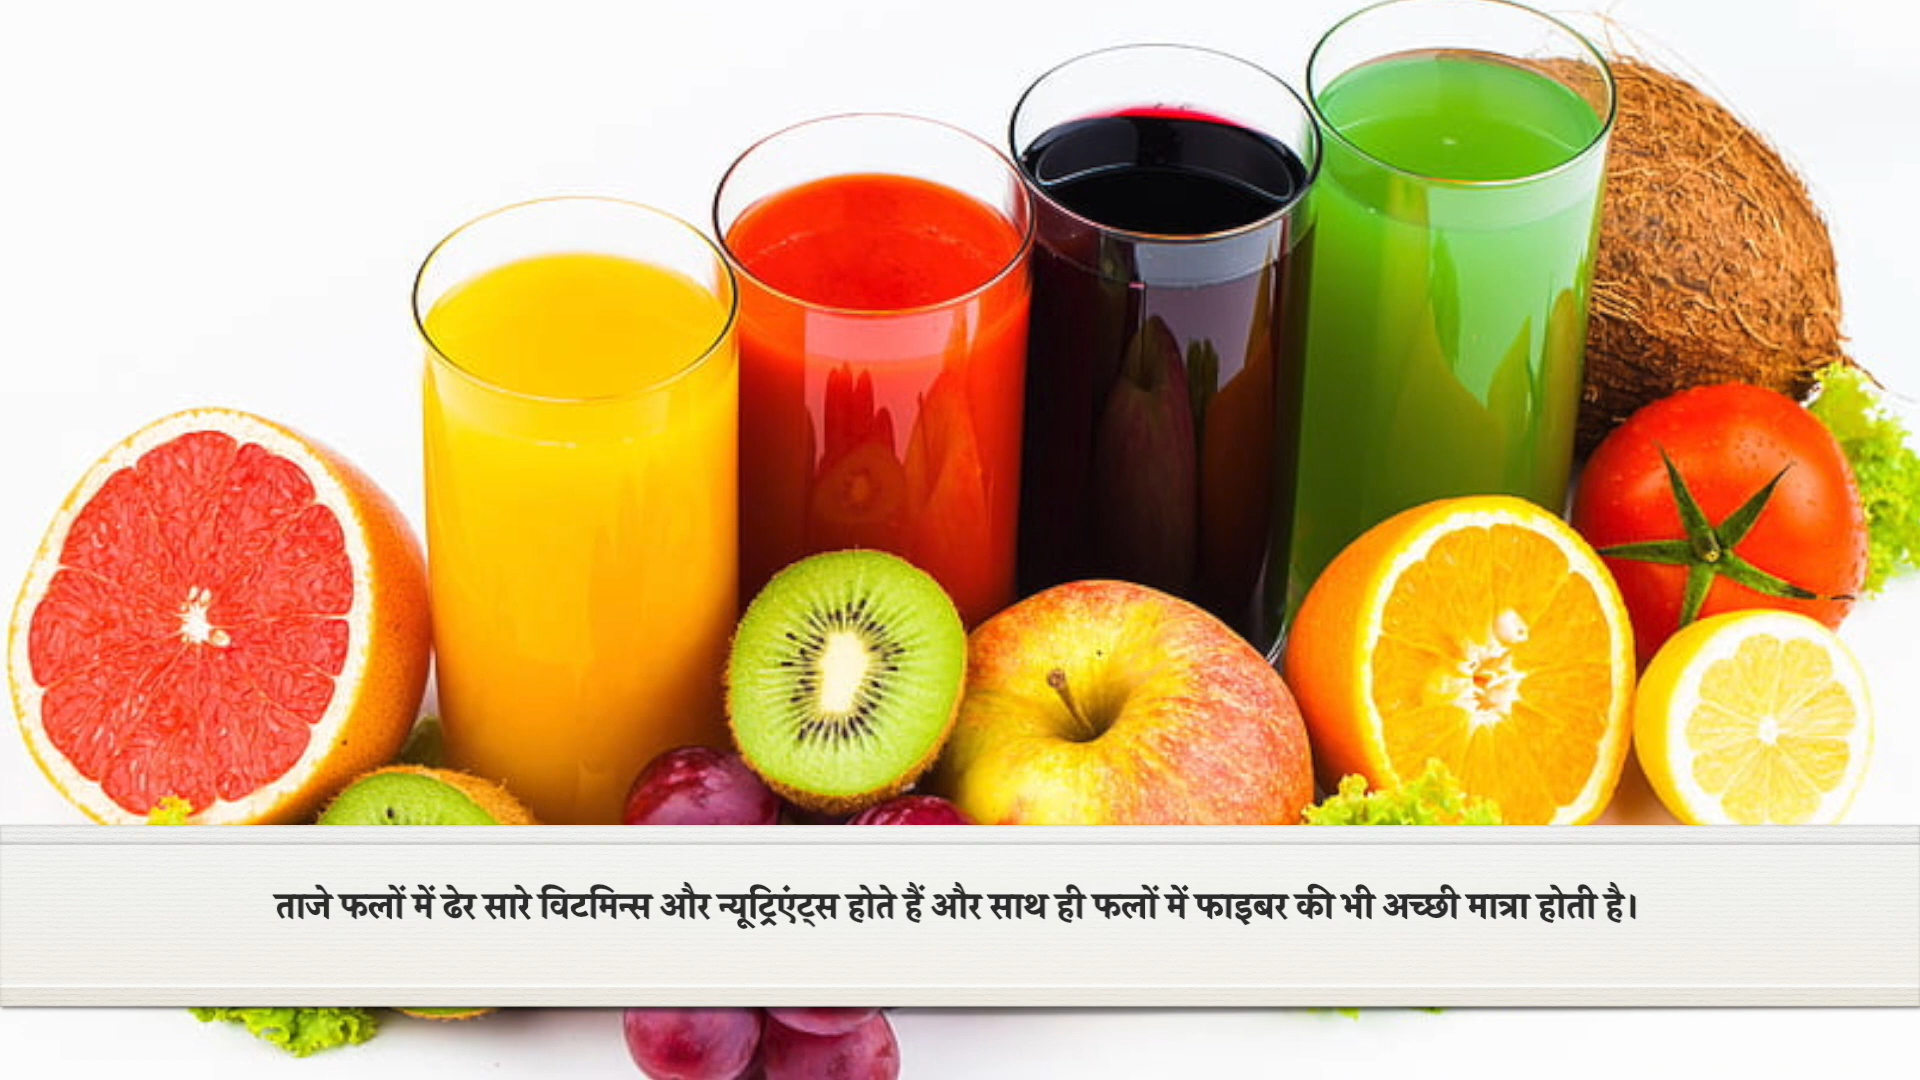 ताजे फलों में ढेर सारे विटमिन्स और न्यूट्रिएंट्स होते हैं और साथ ही फलों में फाइबर की भी अच्छी मात्रा होती है।